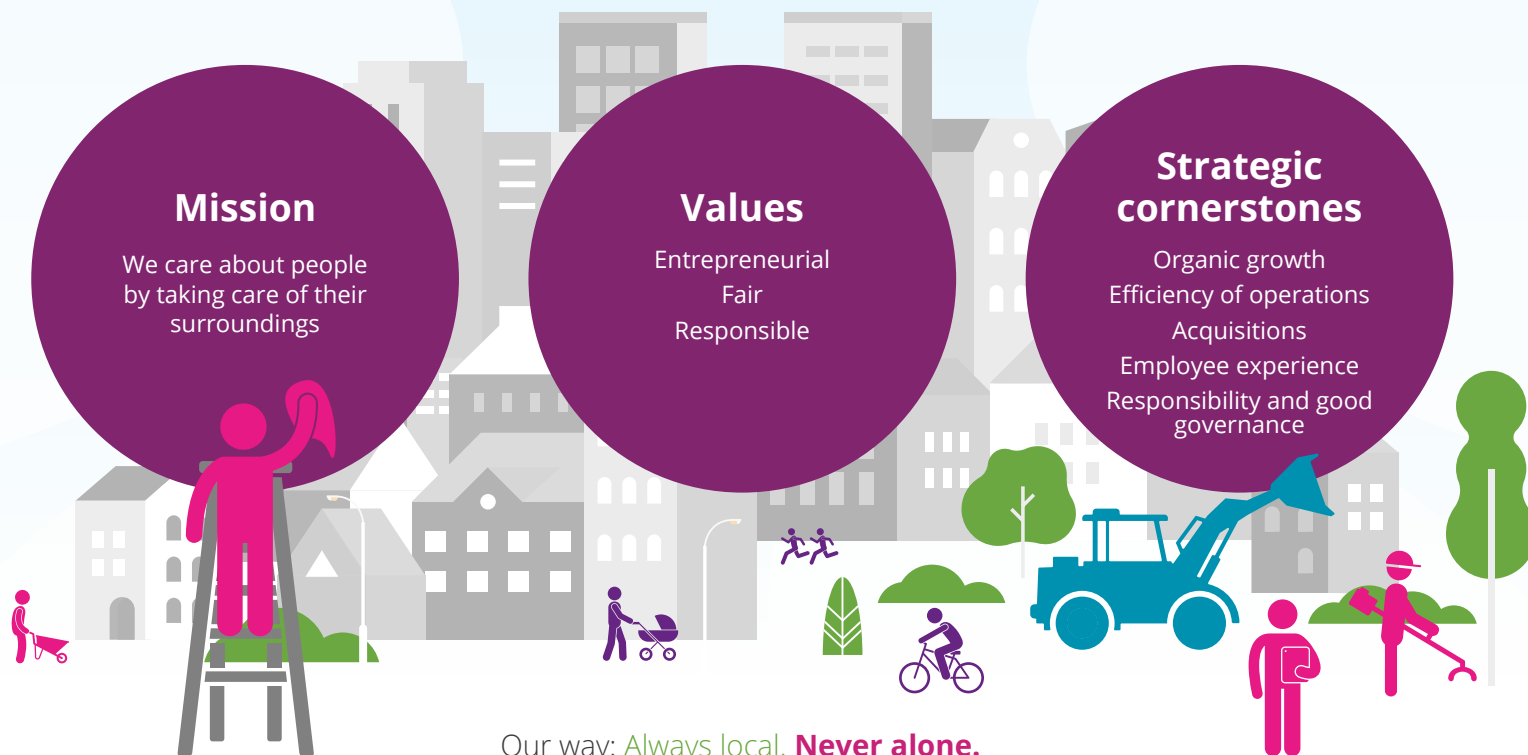 Mission
We care about people
by taking care of their
surroundings
Values
Entrepreneurial
Fair
Responsible
Strategic
cornerstones
Organic growth
Efficiency of operations
Acquisitions
Employee experience
Responsibility and good
governance
Our way: Always local. Never alone.